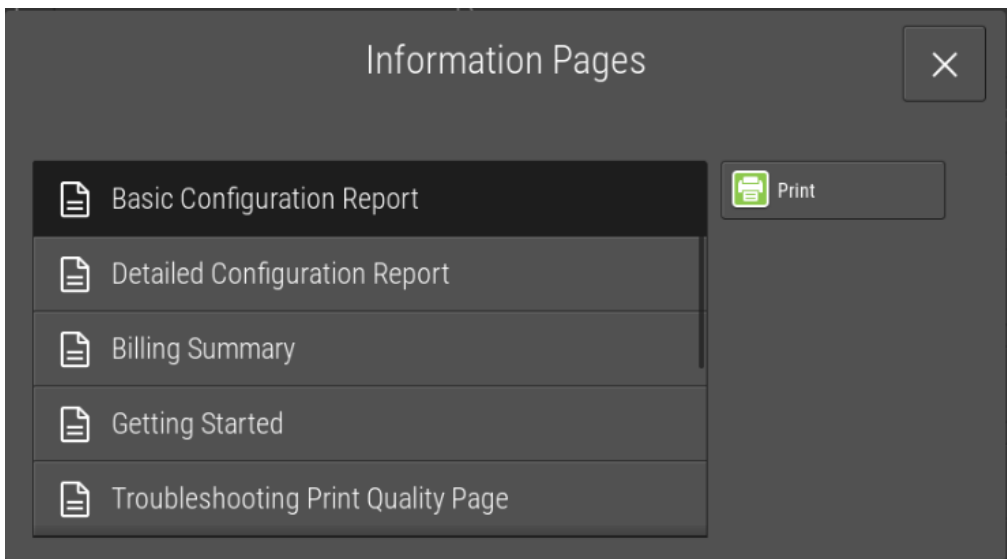 Information Pages
Basic Configuration Report
Print
Detailed Configuration Report
Billing Summary
Getting Started
Troubleshooting Print Quality Page